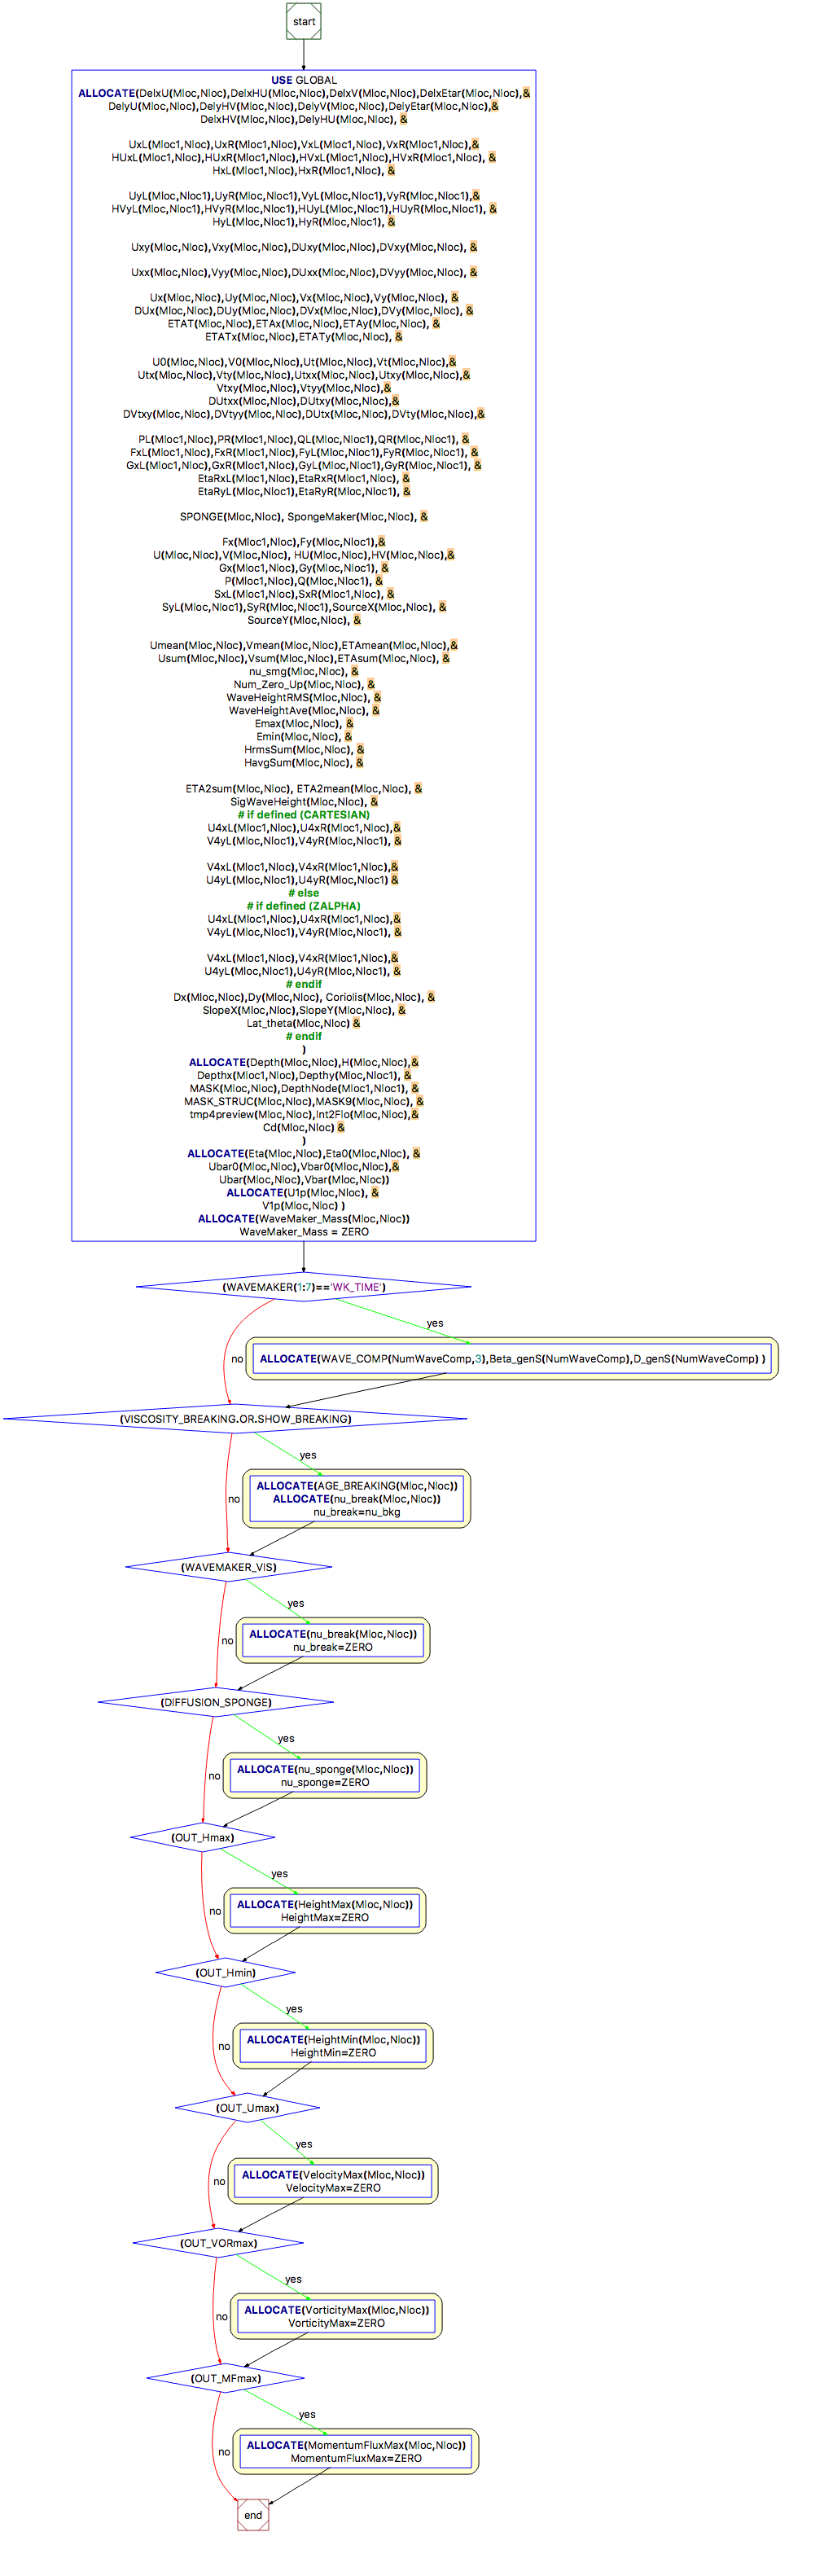 start
USE GLOBAL
ALLOCATE(DelxU(Mloc,Nloc),DelxHU(Mloc,Nloc),DelxV(Mloc,Nloc),DelxEtar(Mloc,Nloc),&
DelyU(Mloc,Nloc),DelyHV(Mloc,Nloc),DelyV(Mloc,Nloc),DelyEtar(Mloc,Nloc),&
DelxHV(Mloc,Nloc),DelyHU(Mloc,Nloc), &
UxL(Mloc1,Nloc),UxR(Mloc1,Nloc),VxL(Mloc1,Nloc),VxR(Mloc1,Nloc),&
HUxL(Mloc1,Nloc),HUxR(Mloc1,Nloc),HVxL(Mloc1,Nloc),HVxR(Mloc1,Nloc), &
HxL(Mloc1,Nloc),HxR(Mloc1,Nloc), &
UyL(Mloc,Nloc1),UyR(Mloc,Nloc1),VyL(Mloc,Nloc1),VyR(Mloc,Nloc1),&
HVyL(Mloc,Nloc1),HVyR(Mloc,Nloc1),HUyL(Mloc,Nloc1),HUyR(Mloc,Nloc1), &
HyL(Mloc,Nloc1),HyR(Mloc,Nloc1), &
Uxy(Mloc,Nloc),Vxy(Mloc,Nloc),DUxy(Mloc,Nloc),DVxy(Mloc,Nloc), &
Uxx(Mloc,Nloc),Vyy(Mloc,Nloc),DUxx(Mloc,Nloc),DVyy(Mloc,Nloc), &
Ux(Mloc,Nloc),Uy(Mloc,Nloc),Vx(Mloc,Nloc),Vy(Mloc,Nloc), &
DUx(Mloc,Nloc),DUy(Mloc,Nloc),DVx(Mloc,Nloc),DVy(Mloc,Nloc), &
ETAT(Mloc,Nloc),ETAx(Mloc,Nloc),ETAy(Mloc,Nloc), &
ETATx(Mloc,Nloc),ETATy(Mloc,Nloc), &
U0(Mloc,Nloc),V0(Mloc,Nloc),Ut(Mloc,Nloc),Vt(Mloc,Nloc),&
Utx(Mloc,Nloc),Vty(Mloc,Nloc),Utxx(Mloc,Nloc),Utxy(Mloc,Nloc),&
Vtxy(Mloc,Nloc),Vtyy(Mloc,Nloc),&
DUtxx(Mloc,Nloc),DUtxy(Mloc,Nloc),&
DVtxy(Mloc,Nloc),DVtyy(Mloc,Nloc),DUtx(Mloc,Nloc),DVty(Mloc,Nloc),&
PL(Mloc1,Nloc),PR(Mloc1,Nloc),QL(Mloc,Nloc1),QR(Mloc,Nloc1), &
FxL(Mloc1,Nloc),FxR(Mloc1,Nloc),FyL(Mloc,Nloc1),FyR(Mloc,Nloc1), &
GxL(Mloc1,Nloc),GxR(Mloc1,Nloc),GyL(Mloc,Nloc1),GyR(Mloc,Nloc1), &
EtaRxL(Mloc1,Nloc),EtaRxR(Mloc1,Nloc), &
EtaRyL(Mloc,Nloc1),EtaRyR(Mloc,Nloc1), &
SPONGE(Mloc,Nloc), SpongeMaker(Mloc,Nloc), &
Fx(Mloc1,Nloc),Fy(Mloc,Nloc1),&
U(Mloc,Nloc),V(Mloc,Nloc), HU(Mloc,Nloc),HV(Mloc,Nloc),&
Gx(Mloc1,Nloc),Gy(Mloc,Nloc1), &
P(Mloc1,Nloc),Q(Mloc,Nloc1), &
SxL(Mloc1,Nloc),SxR(Mloc1,Nloc), &
SyL(Mloc,Nloc1),SyR(Mloc,Nloc1),SourceX(Mloc,Nloc), &
SourceY(Mloc,Nloc), &
Umean(Mloc,Nloc),Vmean(Mloc,Nloc),ETAmean(Mloc,Nloc),&
Usum(Mloc,Nloc),Vsum(Mloc,Nloc),ETAsum(Mloc,Nloc), &
nu_smg(Mloc,Nloc), &
Num_Zero_Up(Mloc,Nloc), &
WaveHeightRMS(Mloc,Nloc), &
WaveHeightAve(Mloc,Nloc), &
Emax(Mloc,Nloc), &
Emin(Mloc,Nloc), &
HrmsSum(Mloc,Nloc), &
HavgSum(Mloc,Nloc), &
ETA2sum(Mloc,Nloc), ETA2mean(Mloc,Nloc), &
SigWaveHeight(Mloc,Nloc), &
# if defined (CARTESIAN)
U4xL(Mloc1,Nloc),U4xR(Mloc1,Nloc),&
V4yL(Mloc,Nloc1),V4yR(Mloc,Nloc1), &
V4xL(Mloc1,Nloc),V4xR(Mloc1,Nloc),&
U4yL(Mloc,Nloc1),U4yR(Mloc,Nloc1) &
# else
# if defined (ZALPHA)
U4xL(Mloc1,Nloc),U4xR(Mloc1,Nloc),&
V4yL(Mloc,Nloc1),V4yR(Mloc,Nloc1), &
V4xL(Mloc1,Nloc),V4xR(Mloc1,Nloc),&
U4yL(Mloc,Nloc1),U4yR(Mloc,Nloc1), &
# endif
Dx(Mloc,Nloc),Dy(Mloc,Nloc), Coriolis(Mloc,Nloc), &
SlopeX(Mloc,Nloc),SlopeY(Mloc,Nloc), &
Lat_theta(Mloc,Nloc) &
# endif
)
ALLOCATE(Depth(Mloc,Nloc),H(Mloc,Nloc),&
Depthx(Mloc1,Nloc),Depthy(Mloc,Nloc1), &
MASK(Mloc,Nloc),DepthNode(Mloc1,Nloc1), &
MASK_STRUC(Mloc,Nloc),MASK9(Mloc,Nloc), &
tmp4preview(Mloc,Nloc),Int2Flo(Mloc,Nloc),&
Cd(Mloc,Nloc) &
)
ALLOCATE(Eta(Mloc,Nloc),Eta0(Mloc,Nloc), &
Ubar0(Mloc,Nloc),Vbar0(Mloc,Nloc),&
Ubar(Mloc,Nloc),Vbar(Mloc,Nloc))
ALLOCATE(U1p(Mloc,Nloc), &
V1p(Mloc,Nloc) )
ALLOCATE(WaveMaker_Mass(Mloc,Nloc))
WaveMaker_Mass = ZERO
(WAVEMAKER(1:7)=='WK_TIME')
yes
no
ALLOCATE(WAVE_COMP(NumWaveComp,3),Beta_genS(NumWaveComp),D_genS(NumWaveComp) )
(VISCOSITY_BREAKING.OR.SHOW_BREAKING)
yes
no
ALLOCATE(AGE_BREAKING(Mloc,Nloc))
ALLOCATE(nu_break(Mloc,Nloc))
nu_break=nu_bkg
(WAVEMAKER_VIS)
yes
no
ALLOCATE(nu_break(Mloc,Nloc))
nu_break=ZERO
(DIFFUSION_SPONGE)
yes
no
ALLOCATE(nu_sponge(Mloc,Nloc))
nu_sponge=ZERO
(OUT_Hmax)
yes
no
ALLOCATE(HeightMax(Mloc,Nloc))
HeightMax=ZERO
(OUT_Hmin)
yes
no
ALLOCATE(HeightMin(Mloc,Nloc))
HeightMin=ZERO
(OUT_Umax)
yes
no
ALLOCATE(VelocityMax(Mloc,Nloc))
VelocityMax=ZERO
(OUT_VORmax)
yes
no
ALLOCATE(VorticityMax(Mloc,Nloc))
VorticityMax=ZERO
(OUT_MFmax)
yes
no
ALLOCATE(MomentumFluxMax(Mloc,Nloc))
MomentumFluxMax=ZERO
end